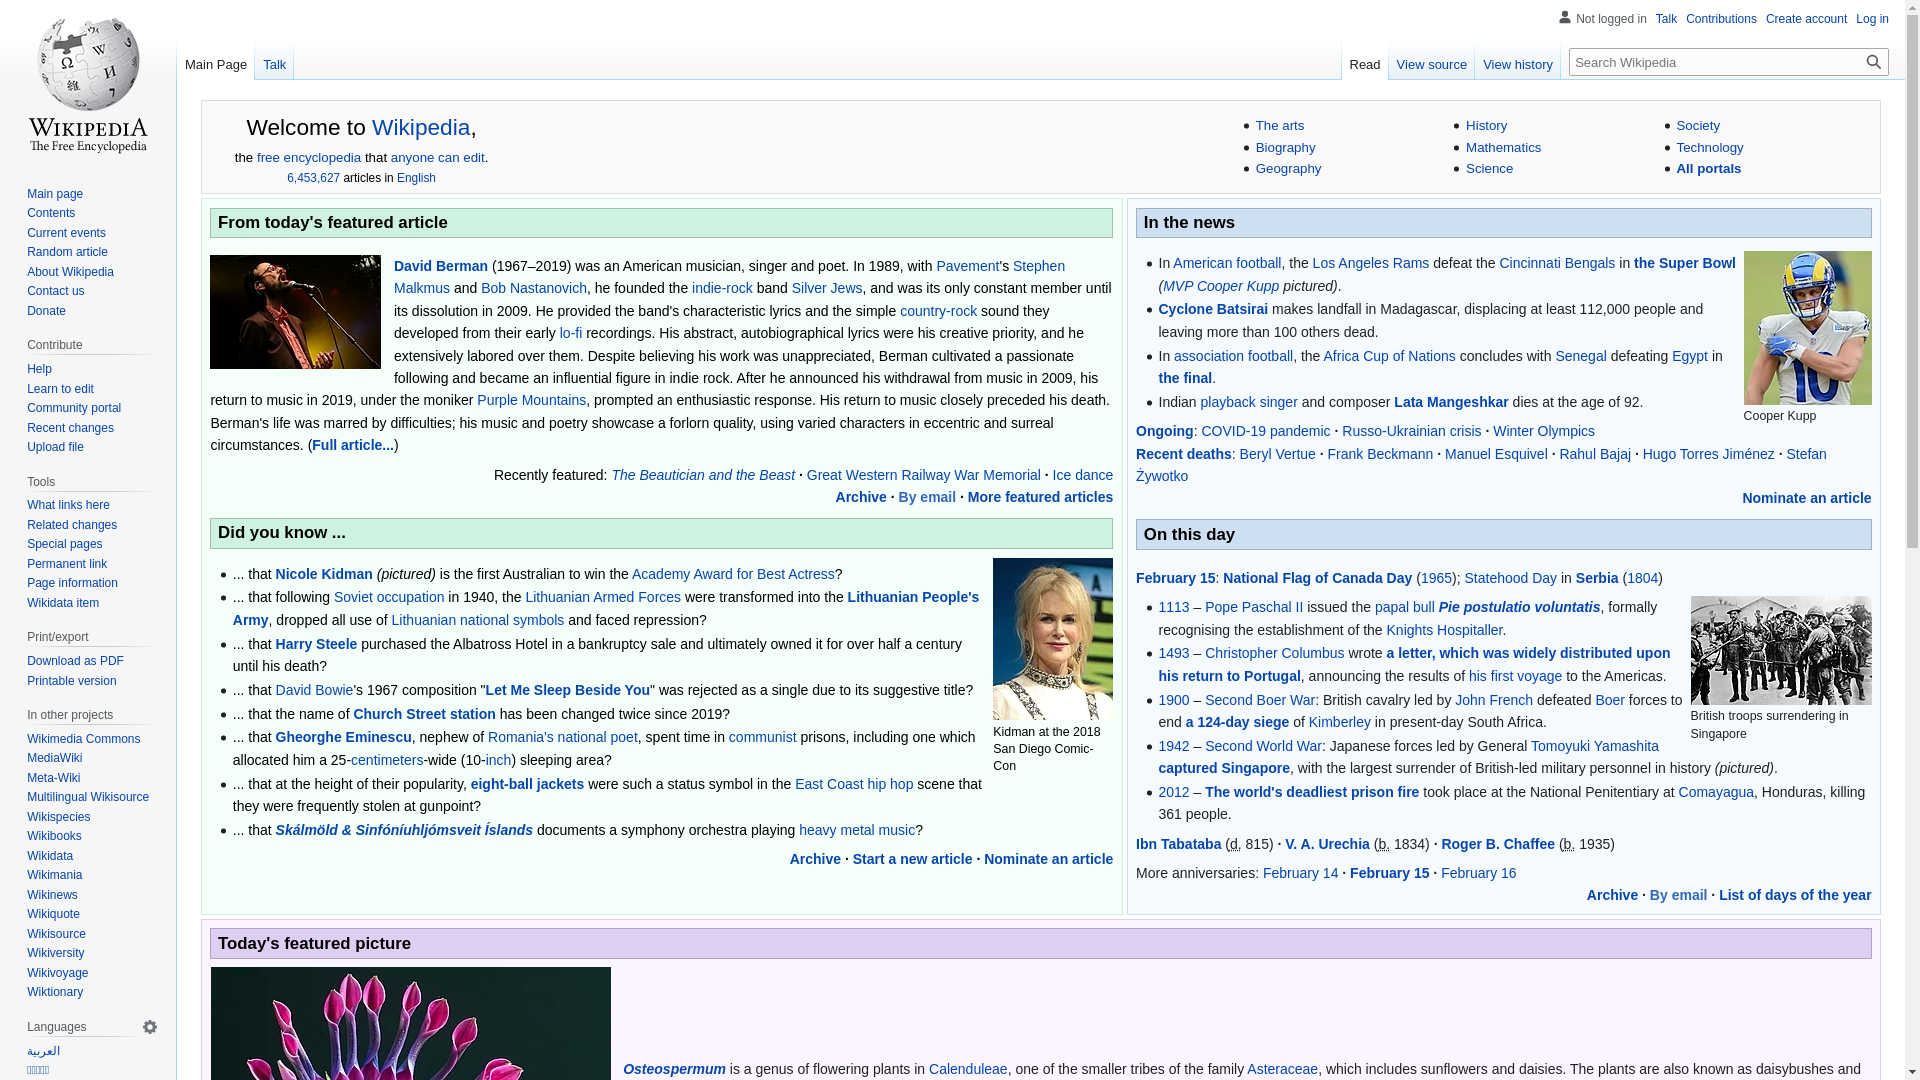 Not logged in Talk Contributions Create account Log in
Main Page Talk
Read View source View history Search Wikipedia
WIKIPEDIA
The Free Encyclopedia
Main page
Contents
Current events
Random article
About Wikipedia
Contact us
Donate
Contribute
Help
Learn to edit
Community portal
Recent changes
Upload file
Tools
What links here
Related changes
Special pages
Permanent link
Page information
Wikidata item
Print/export
Download as PDF
Printable version
In other projects
Wikimedia Commons
MediaWiki
Meta-Wiki
Multilingual Wikisource
Wikispecies
Wikibooks
Wikidata
Wikimania
Wikinews
Wikiquote
Wikisource
Wikiversity
Wikivoyage
Wiktionary
Languages
العربية
Welcome to Wikipedia,
the free encyclopedia that anyone can edit.
6,453,627 articles in English
The arts
Biography
Geography
History
Mathematics
Science
Society
Technology
All portals
From today's featured article
David Berman (1967–2019) was an American musician, singer and poet. In 1989, with Pavement's Stephen
Malkmus and Bob Nastanovich, he founded the indie-rock band Silver Jews, and was its only constant member until
its dissolution in 2009. He provided the band's characteristic lyrics and the simple country-rock sound they
developed from their early lo-fi recordings. His abstract, autobiographical lyrics were his creative priority, and he
extensively labored over them. Despite believing his work was unappreciated, Berman cultivated a passionate
following and became an influential figure in indie rock. After he announced his withdrawal from music in 2009, his
return to music in 2019, under the moniker Purple Mountains, prompted an enthusiastic response. His return to music closely preceded his death.
Berman's life was marred by difficulties; his music and poetry showcase a forlorn quality, using varied characters in eccentric and surreal
circumstances. (Full article...)
Recently featured: The Beautician and the Beast · Great Western Railway War Memorial · Ice dance
Archive · By email · More featured articles
Did you know ...
... that Nicole Kidman (pictured) is the first Australian to win the Academy Award for Best Actress?
... that following Soviet occupation in 1940, the Lithuanian Armed Forces were transformed into the Lithuanian People's
Army, dropped all use of Lithuanian national symbols and faced repression?
... that Harry Steele purchased the Albatross Hotel in a bankruptcy sale and ultimately owned it for over half a century
until his death?
... that David Bowie's 1967 composition "Let Me Sleep Beside You" was rejected as a single due to its suggestive title?
... that the name of Church Street station has been changed twice since 2019?
... that Gheorghe Eminescu, nephew of Romania's national poet, spent time in communist prisons, including one which
allocated him a 25-centimeters-wide (10-inch) sleeping area?
... that at the height of their popularity, eight-ball jackets were such a status symbol in the East Coast hip hop scene that
they were frequently stolen at gunpoint?
... that Skálmöld & Sinfóníuhljómsveit Íslands documents a symphony orchestra playing heavy metal music?
Kidman at the 2018
San Diego Comic-
Con
Archive · Start a new article · Nominate an article
In the news
In American football, the Los Angeles Rams defeat the Cincinnati Bengals in the Super Bowl
(MVP Cooper Kupp pictured).
Cyclone Batsirai makes landfall in Madagascar, displacing at least 112,000 people and
leaving more than 100 others dead.
In association football, the Africa Cup of Nations concludes with Senegal defeating Egypt in
the final.
Indian playback singer and composer Lata Mangeshkar dies at the age of 92.
10
Cooper Kupp
Ongoing: COVID-19 pandemic · Russo-Ukrainian crisis · Winter Olympics
Recent deaths: Beryl Vertue · Frank Beckmann · Manuel Esquivel · Rahul Bajaj · Hugo Torres Jiménez · Stefan
Żywotko
Nominate an article
On this day
February 15: National Flag of Canada Day (1965); Statehood Day in Serbia (1804)
1113 – Pope Paschal II issued the papal bull Pie postulatio voluntatis, formally
recognising the establishment of the Knights Hospitaller.
1493 – Christopher Columbus wrote a letter, which was widely distributed upon
his return to Portugal, announcing the results of his first voyage to the Americas.
1900 – Second Boer War: British cavalry led by John French defeated Boer forces to
end a 124-day siege of Kimberley in present-day South Africa.
1942 – Second World War: Japanese forces led by General Tomoyuki Yamashita
captured Singapore, with the largest surrender of British-led military personnel in history (pictured).
2012 – The world's deadliest prison fire took place at the National Penitentiary at Comayagua, Honduras, killing
361 people.
British troops surrendering in
Singapore
Ibn Tabataba (d. 815) · V. A. Urechia (b. 1834) · Roger B. Chaffee (b. 1935)
More anniversaries: February 14 · February 15 · February 16
Archive · By email · List of days of the year
Today's featured picture
Osteospermum is a genus of flowering plants in Calenduleae, one of the smaller tribes of the family Asteraceae, which includes sunflowers and daisies. The plants are also known as daisybushes and